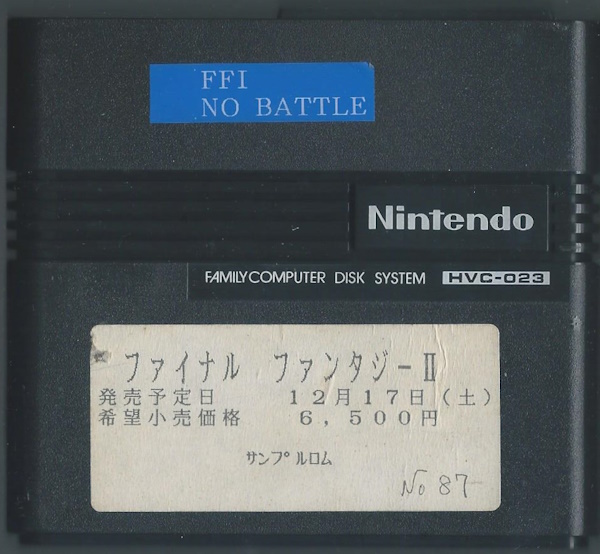 FFI
NO BATTLE
Nintendo
FAMILY COMPUTER DISK SYSTEM HVC-023
ファイナル ファンタジーⅡ
発売予定日 12月17日(土)
希望小売価格 6,500円
サンプルロム
No 87